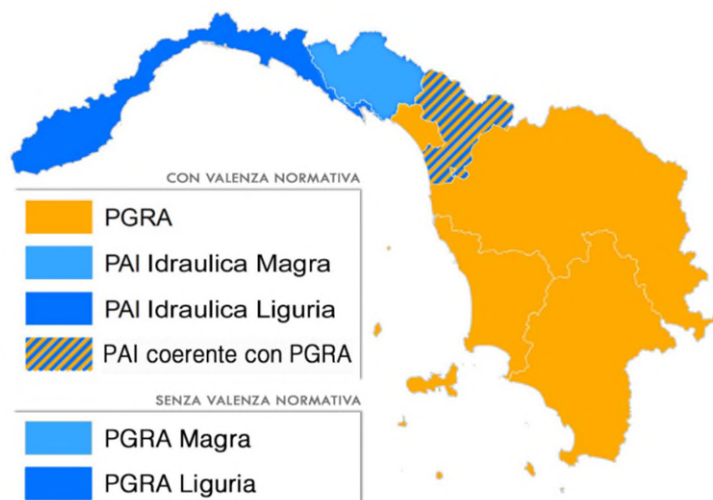 CON VALENZA NORMATIVA
PGRA
PAI Idraulica Magra
PAI Idraulica Liguria
PAI coerente con PGRA
SENZA VALENZA NORMATIVA
PGRA Magra
PGRA Liguria